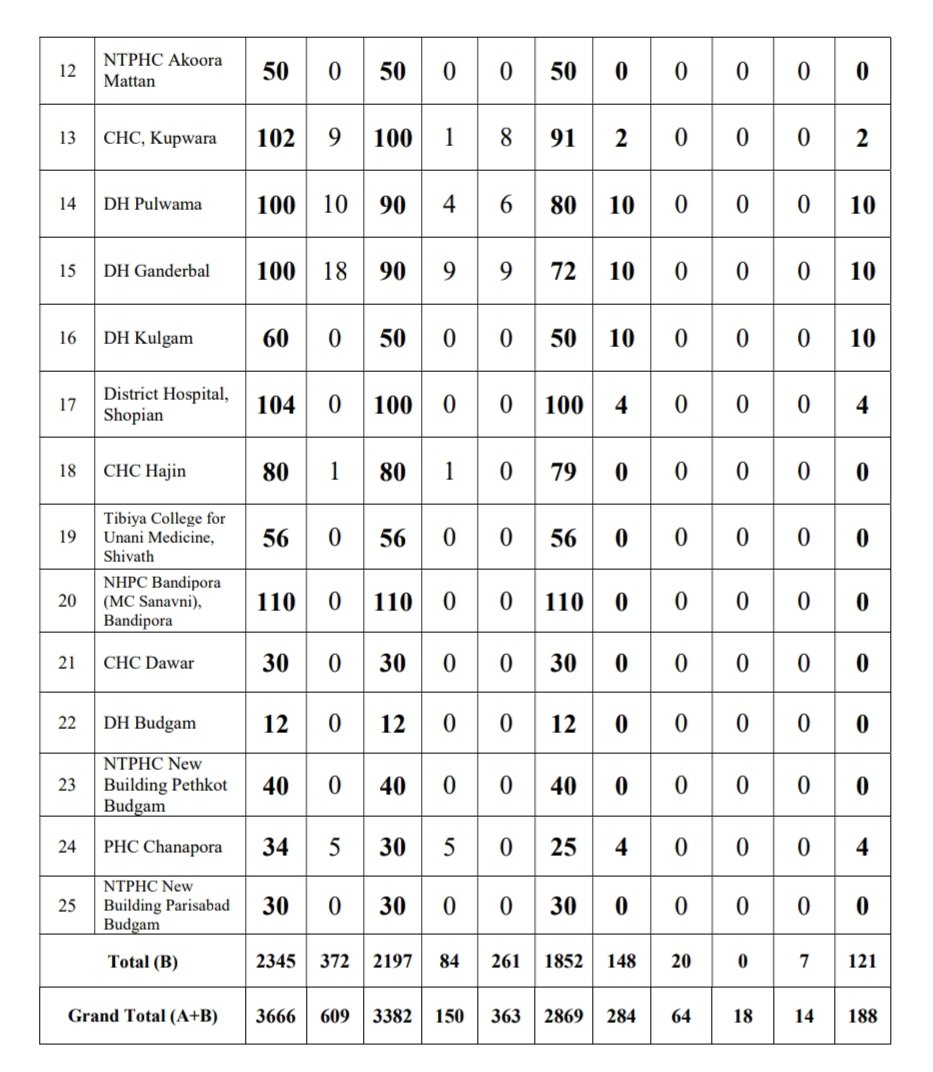 12 NTPHC Akoora Mattan 50 0 50 0 0 50 0 0 0 0 0
13 CHC, Kupwara 102 9 100 1 8 91 2 0 0 0 2
14 DH Pulwama 100 10 90 4 6 80 10 0 0 0 10
15 DH Ganderbal 100 18 90 9 9 72 10 0 0 0 10
16 DH Kulgam 60 0 50 0 0 50 10 0 0 0 10
17 District Hospital, Shopian 104 0 100 0 0 100 4 0 0 0 4
18 CHC Hajin 80 1 80 1 0 79 0 0 0 0 0
19 Tibiya College for Unani Medicine, Shivath 56 0 56 0 0 56 0 0 0 0 0
20 NHPC Bandipora (MC Sanavni), Bandipora 110 0 110 0 0 110 0 0 0 0 0
21 CHC Dawar 30 0 30 0 0 30 0 0 0 0 0
22 DH Budgam 12 0 12 0 0 12 0 0 0 0 0
23 NTPHC New Building Pethkot Budgam 40 0 40 0 0 40 0 0 0 0 0
24 PHC Chanapora 34 5 30 5 0 25 4 0 0 0 4
25 NTPHC New Building Parisabad Budgam 30 0 30 0 0 30 0 0 0 0 0
Total (B) 2345 372 2197 84 261 1852 148 20 0 7 121
Grand Total (A+B) 3666 609 3382 150 363 2869 284 64 18 14 188